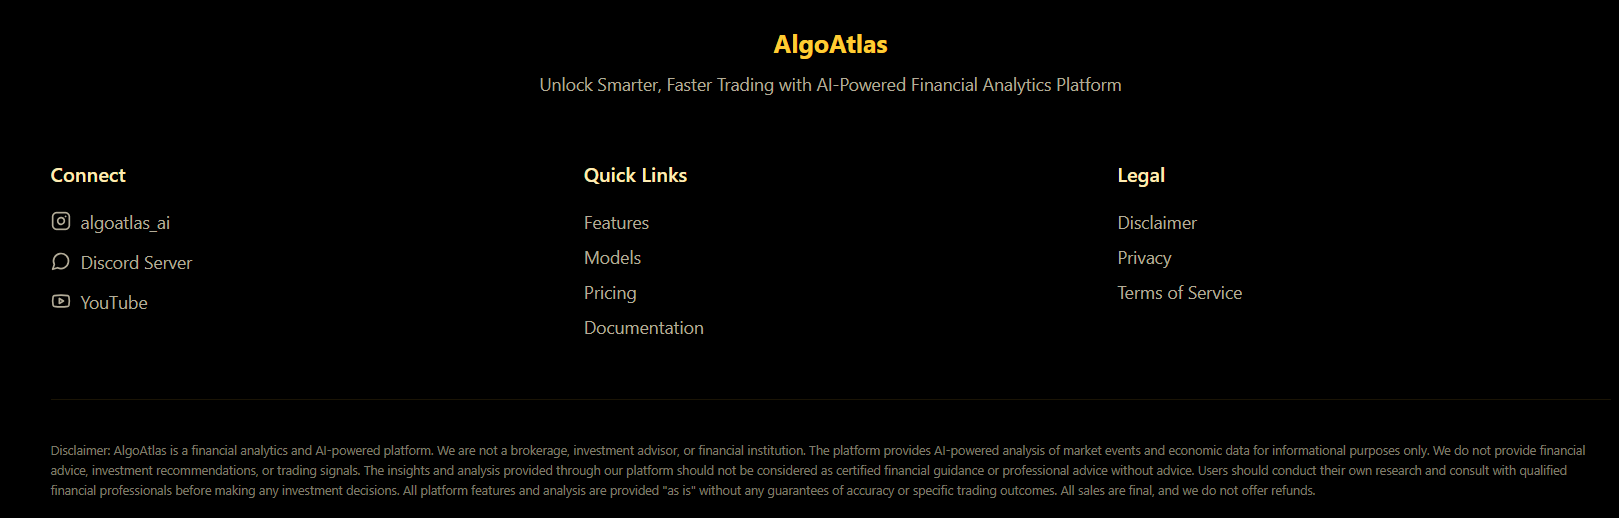 AlgoAtlas
Unlock Smarter, Faster Trading with AI-Powered Financial Analytics Platform
Connect
algoatlas_ai
Discord Server
YouTube
Quick Links
Features
Models
Pricing
Documentation
Legal
Disclaimer
Privacy
Terms of Service
Disclaimer: AlgoAtlas is a financial analytics and AI-powered platform. We are not a brokerage, investment advisor, or financial institution. The platform provides AI-powered analysis of market events and economic data for informational purposes only. We do not provide financial
advice, investment recommendations, or trading signals. The insights and analysis provided through our platform should not be considered as certified financial guidance or professional advice without advice. Users should conduct their own research and consult with qualified
financial professionals before making any investment decisions. All platform features and analysis are provided "as is" without any guarantees of accuracy or specific trading outcomes. All sales are final, and we do not offer refunds.